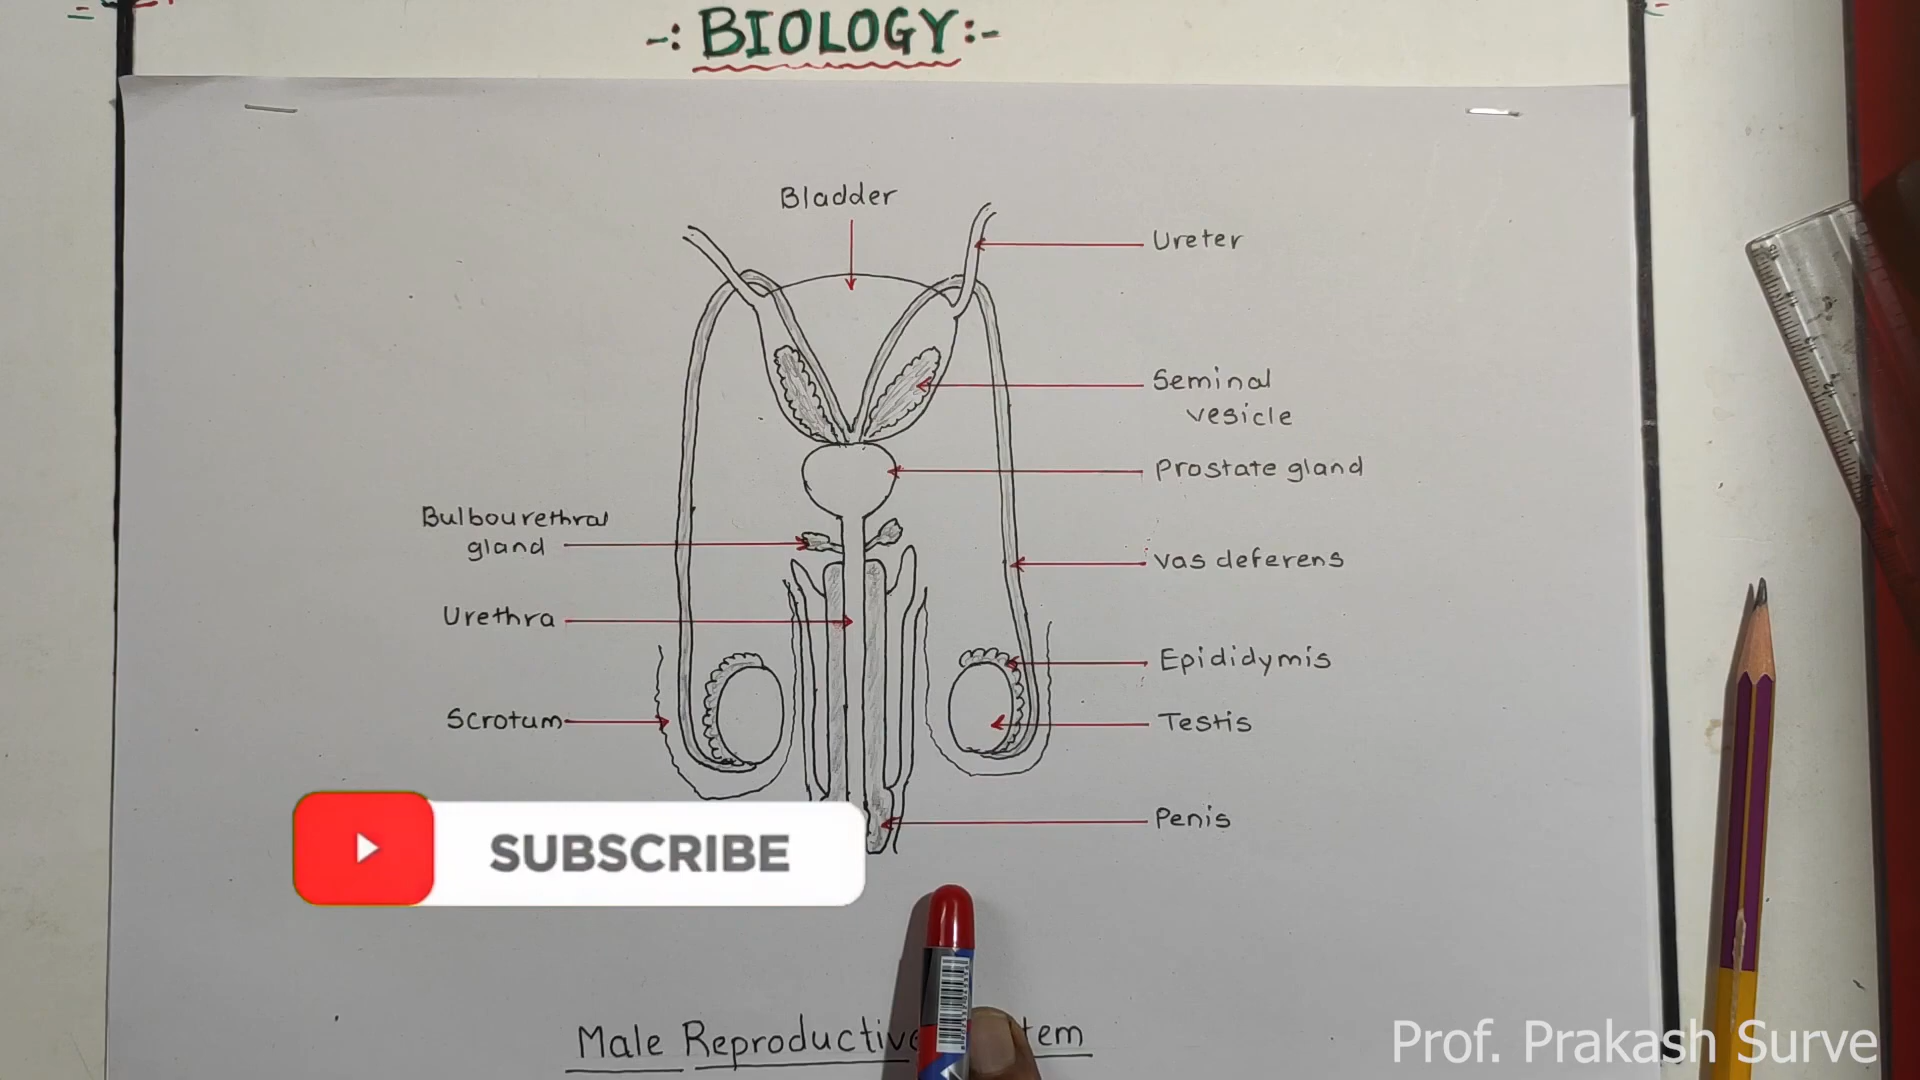 -: BIOLOGY :-
Bladder
Ureter
Seminal
vesicle
Prostate gland
Bulbourethral
gland
Vas deferens
Urethra
Epididymis
Scrotum
Testis
Penis
SUBSCRIBE
Male Reproductive tem
Prof. Prakash Surve